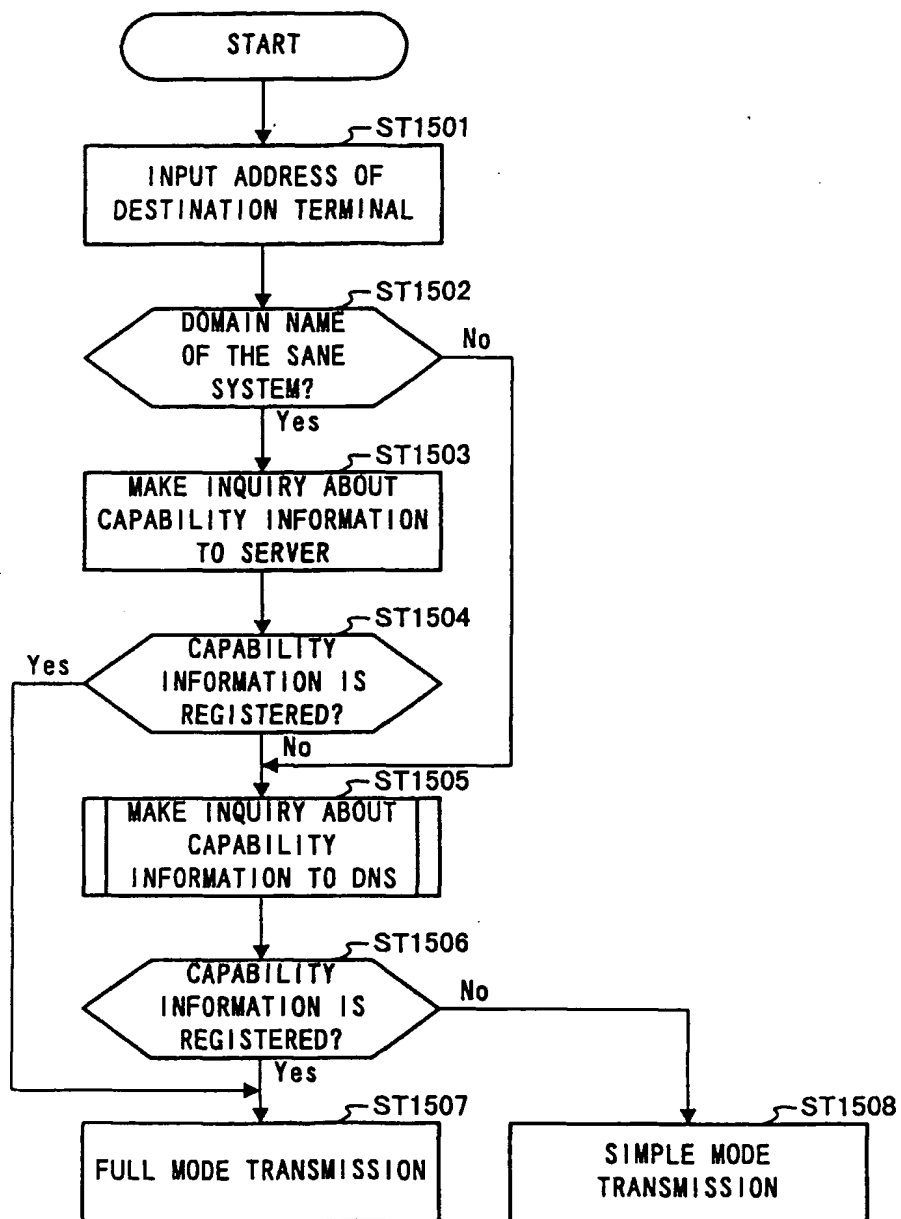 START
ST1501
INPUT ADDRESS OF
DESTINATION TERMINAL
ST1502
DOMAIN NAME
OF THE SANE
SYSTEM?
No
Yes
ST1503
MAKE INQUIRY ABOUT
CAPABILITY INFORMATION
TO SERVER
ST1504
CAPABILITY
INFORMATION IS
REGISTERED?
Yes
No
ST1505
MAKE INQUIRY ABOUT
CAPABILITY
INFORMATION TO DNS
ST1506
CAPABILITY
INFORMATION IS
REGISTERED?
No
Yes
ST1507
FULL MODE TRANSMISSION
ST1508
SIMPLE MODE
TRANSMISSION